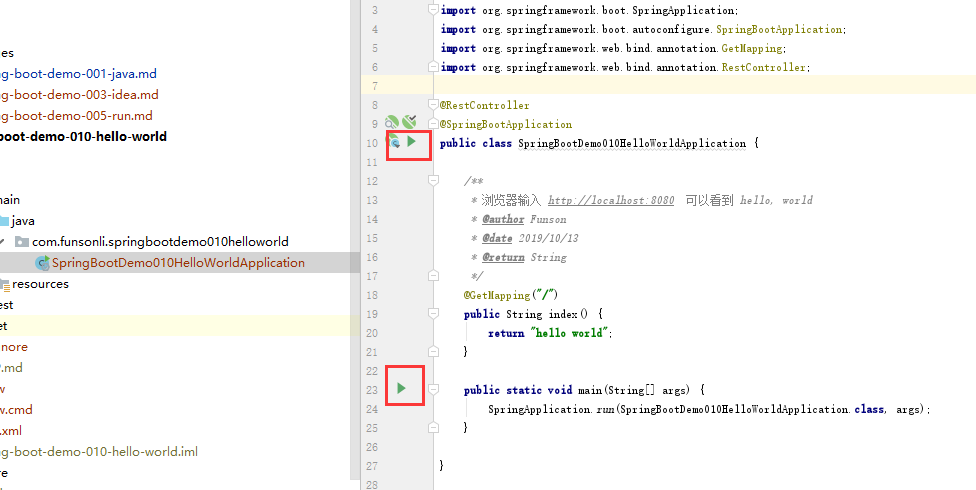 es
g-boot-demo-001-java.md
g-boot-demo-003-idea.md
g-boot-demo-005-run.md
boot-demo-010-hello-world
ain
java
com.funsonli.springbootdemo010helloworld
SpringBootDemo010HelloWorldApplication
resources
est
et
nore
.md
w
w.cmd
.xml
g-boot-demo-010-hello-world.iml
re
3 import org.springframework.boot.SpringApplication;
4 import org.springframework.boot.autoconfigure.SpringBootApplication;
5 import org.springframework.web.bind.annotation.GetMapping;
6 import org.springframework.web.bind.annotation.RestController;
7
8 @RestController
9 @SpringBootApplication
10 public class SpringBootDemo010HelloWorldApplication {
11
12 /**
13 * 浏览器输入 http://localhost:8080 可以看到 hello, world
14 * @author Funson
15 * @date 2019/10/13
16 * @return String
17 */
18 @GetMapping("/")
19 public String index() {
20 return "hello world";
21 }
22
23 public static void main(String[] args) {
24 SpringApplication.run(SpringBootDemo010HelloWorldApplication.class, args);
25 }
26
27 }
28